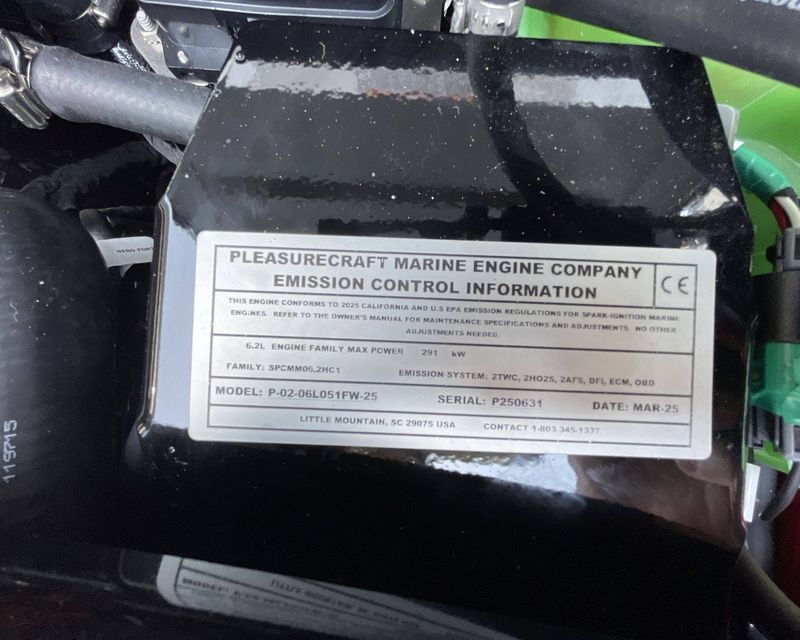 PLEASURECRAFT MARINE ENGINE COMPANY
EMISSION CONTROL INFORMATION
CE
THIS ENGINE CONFORMS TO 2025 CALIFORNIA AND U.S EPA EMISSION REGULATIONS FOR SPARK-IGNITION MARINE
ENGINES. REFER TO THE OWNER'S MANUAL FOR MAINTENANCE SPECIFICATIONS AND ADJUSTMENTS. NO OTHER
ADJUSTMENTS NEEDED.
6.2L ENGINE FAMILY MAX POWER 291 kW
FAMILY: SPCMM06.2HC1 EMISSION-SYSTEM: 2TWC, 2HO2S, 2AFS, DFI, ECM, OBD
MODEL: P-02-06L051FW-25 SERIAL: P250631 DATE: MAR-25
LITTLE MOUNTAIN, SC 29075 USA CONTACT 1-803-345-1337
119715
MODEL: